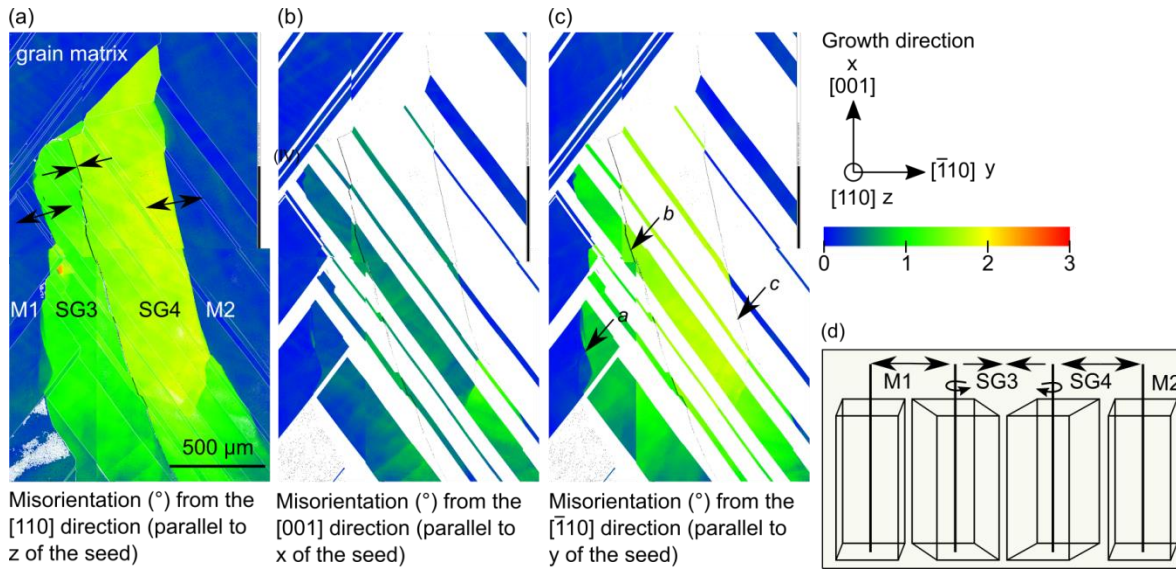 (a)
(b)
(c)
grain matrix
M1
SG3
SG4
M2
500 µm
(IV)
b
a
c
Growth direction
x
[001]
[1̄10] y
[110] z
0 1 2 3
(d)
M1 SG3 SG4 M2
Misorientation (°) from the
[110] direction (parallel to
z of the seed)
Misorientation (°) from the
[001] direction (parallel to
x of the seed)
Misorientation (°) from the
[1̄10] direction (parallel to
y of the seed)